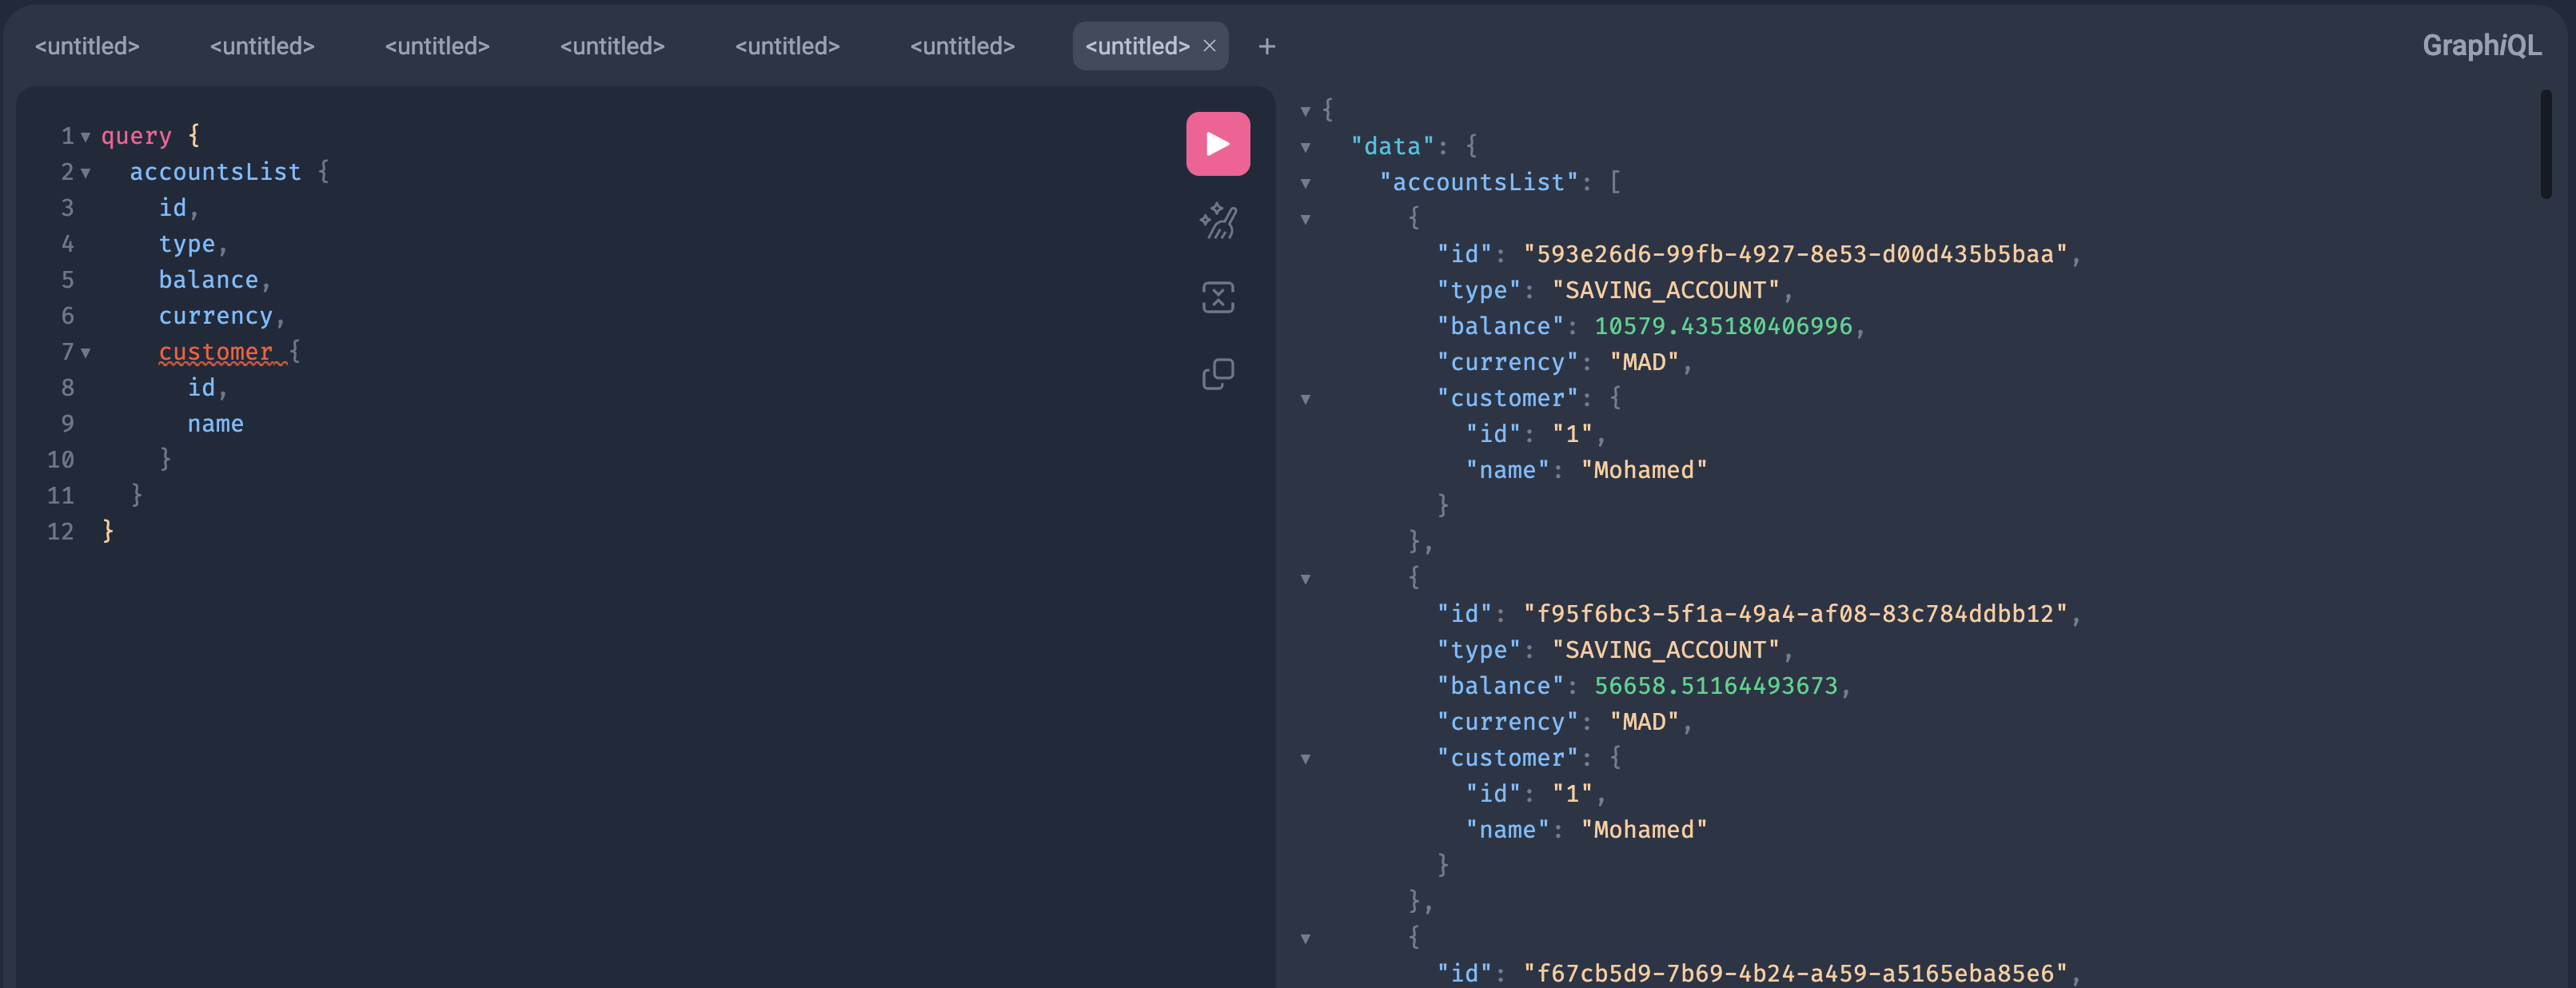 <untitled> <untitled> <untitled> <untitled> <untitled> <untitled> <untitled> × + GraphiQL
1 query {
2 accountsList {
3 id,
4 type,
5 balance,
6 currency,
7 customer {
8 id,
9 name
10 }
11 }
12 }
{
"data": {
"accountsList": [
{
"id": "593e26d6-99fb-4927-8e53-d00d435b5baa",
"type": "SAVING_ACCOUNT",
"balance": 10579.435180406996,
"currency": "MAD",
"customer": {
"id": "1",
"name": "Mohamed"
}
},
{
"id": "f95f6bc3-5f1a-49a4-af08-83c784ddbb12",
"type": "SAVING_ACCOUNT",
"balance": 56658.51164493673,
"currency": "MAD",
"customer": {
"id": "1",
"name": "Mohamed"
}
},
{
"id": "f67cb5d9-7b69-4b24-a459-a5165eba85e6",